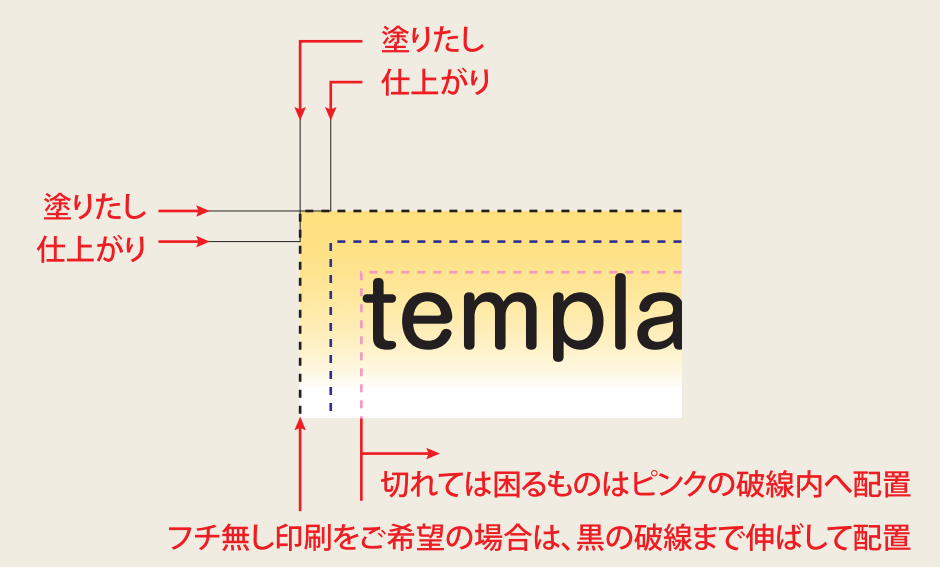 塗りたし
仕上がり
塗りたし
仕上がり
templa
切れては困るものはピンクの破線内へ配置
フチ無し印刷をご希望の場合は、黒の破線まで伸ばして配置